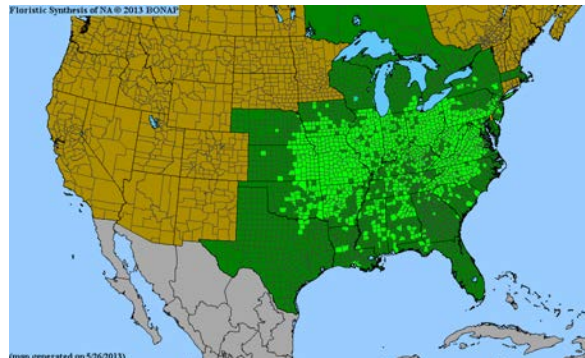 Floristic Synthesis of NA © 2013 BONAP
(map generated on 5/26/2013)